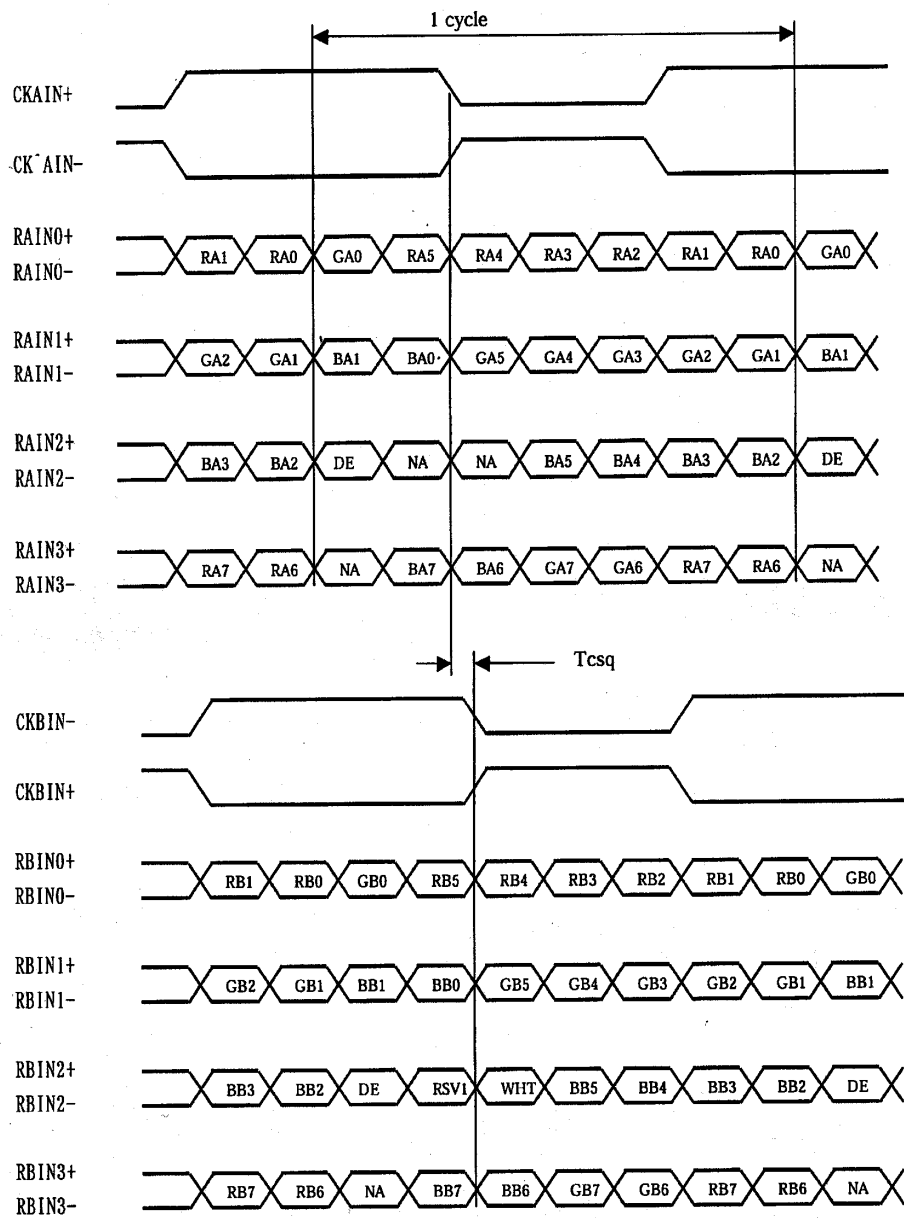 1 cycle
CKAIN+
CK AIN-
RAIN0+
RA1 RA0 GA0 RA5 RA4 RA3 RA2 RA1 RA0 GA0
RAIN0-
RAIN1+
GA2 GA1 BA1 BA0 GA5 GA4 GA3 GA2 GA1 BA1
RAIN1-
RAIN2+
BA3 BA2 DE NA NA BA5 BA4 BA3 BA2 DE
RAIN2-
RAIN3+
RA7 RA6 NA BA7 BA6 GA7 GA6 RA7 RA6 NA
RAIN3-
Tcsq
CKBIN-
CKBIN+
RBIN0+
RB1 RB0 GB0 RB5 RB4 RB3 RB2 RB1 RB0 GB0
RBIN0-
RBIN1+
GB2 GB1 BB1 BB0 GB5 GB4 GB3 GB2 GB1 BB1
RBIN1-
RBIN2+
BB3 BB2 DE RSV1 WHT BB5 BB4 BB3 BB2 DE
RBIN2-
RBIN3+
RB7 RB6 NA BB7 BB6 GB7 GB6 RB7 RB6 NA
RBIN3-